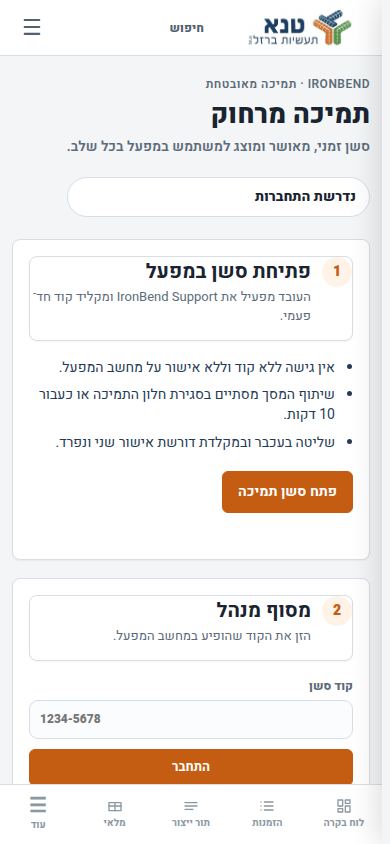 טנא
תעשיות ברזל
חיפוש
IRONBEND · תמיכה מאובטחת
תמיכה מרחוק
סשן זמני, מאושר ומוצג למשתמש במפעל בכל שלב.
נדרשת התחברות
1
פתיחת סשן במפעל
העובד מפעיל את IronBend Support ומקליד קוד חד־
פעמי.
אין גישה ללא קוד וללא אישור על מחשב המפעל.
שיתוף המסך מסתיים בסגירת חלון התמיכה או כעבור
10 דקות.
שליטה בעכבר ובמקלדת דורשת אישור שני ונפרד.
פתח סשן תמיכה
2
מסוף מנהל
הזן את הקוד שהופיע במחשב המפעל.
קוד סשן
1234-5678
התחבר
לוח בקרה
הזמנות
תור ייצור
מלאי
עוד